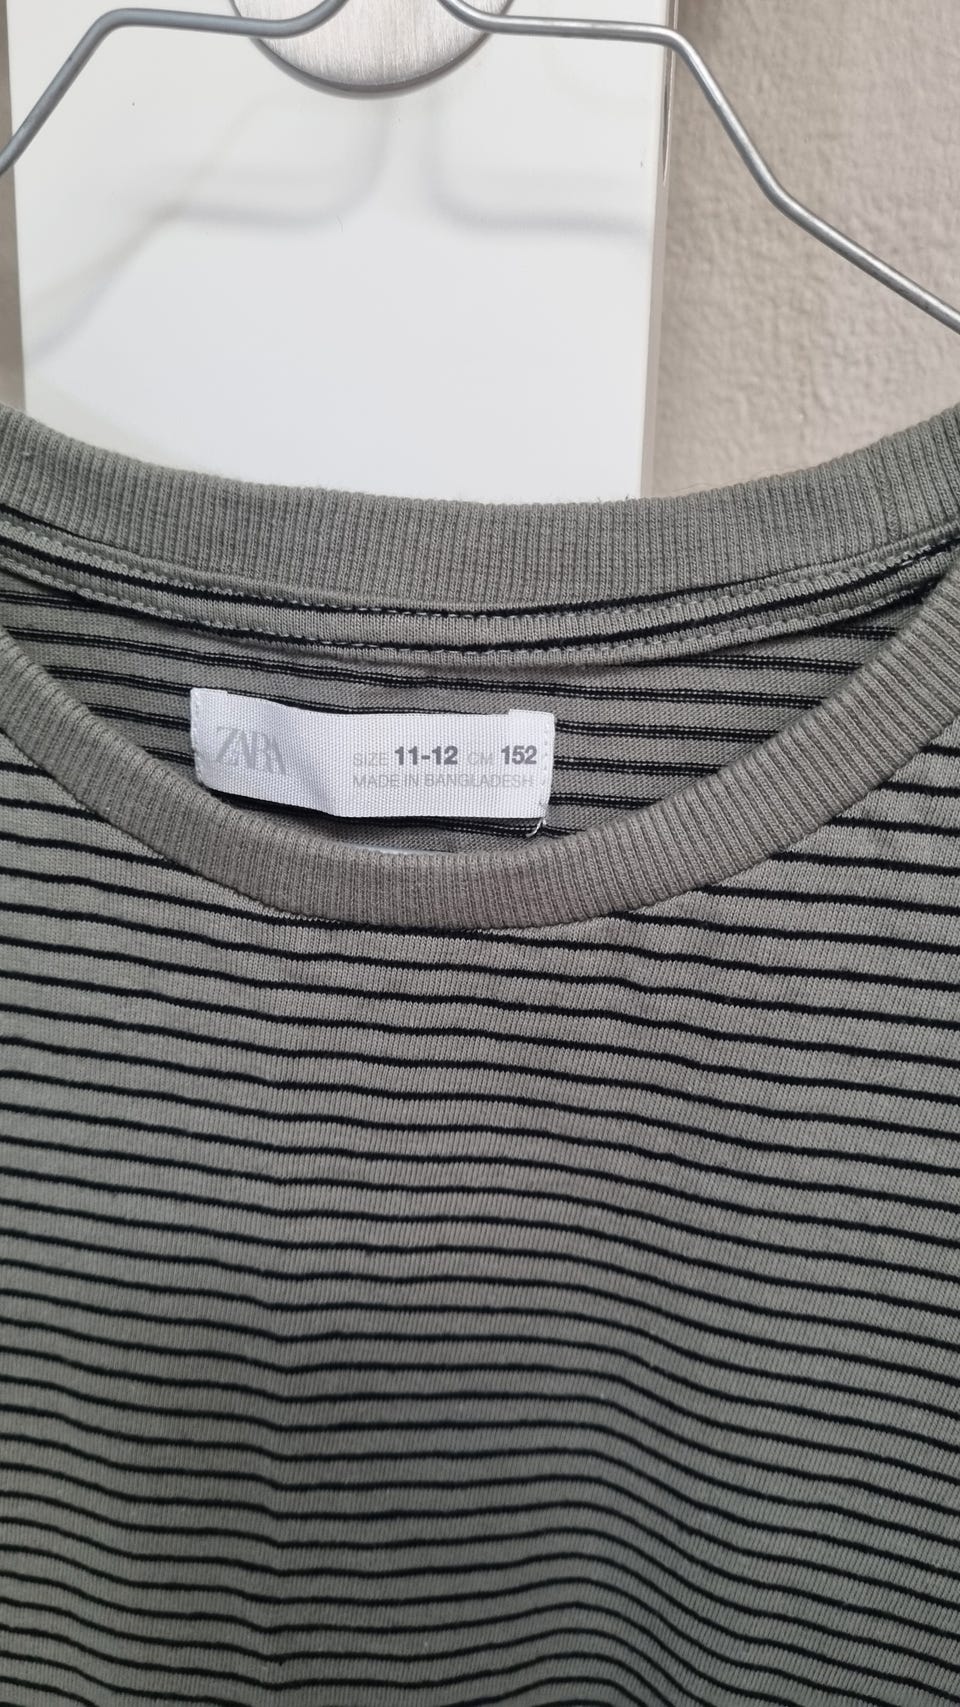 ZARA
SIZE 11-12 CM 152
MADE IN BANGLADESH